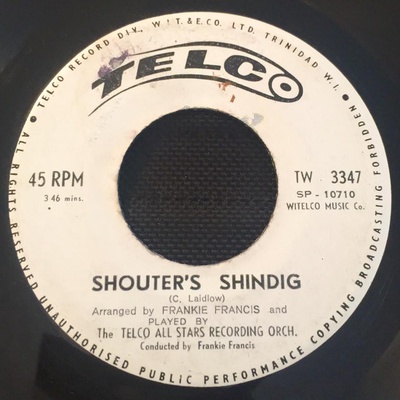 • TELCO RECORD DIV., W.I.T.&E.CO. LTD. TRINIDAD W.I. •
TELCO
45 RPM
3 46 mins.
TW 3347
SP - 10710
WITELCO MUSIC Co.
SHOUTER'S SHINDIG
(C. Laidlow)
Arranged by FRANKIE FRANCIS and
PLAYED BY
The TELCO ALL STARS RECORDING ORCH.
Conducted by Frankie Francis
ALL RIGHTS RESERVED UNAUTHORISED PUBLIC PERFORMANCE COPYING BROADCASTING FORBIDDEN